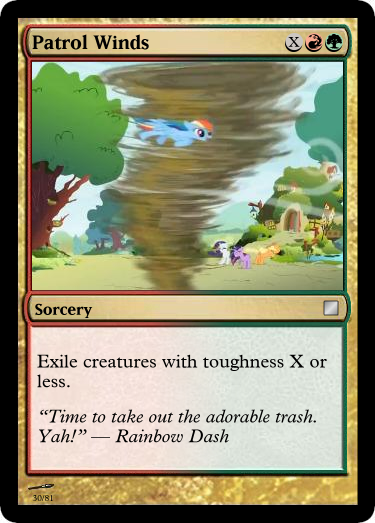 Patrol Winds X
Sorcery
Exile creatures with toughness X or
less.
“Time to take out the adorable trash.
Yah!” — Rainbow Dash
30/81